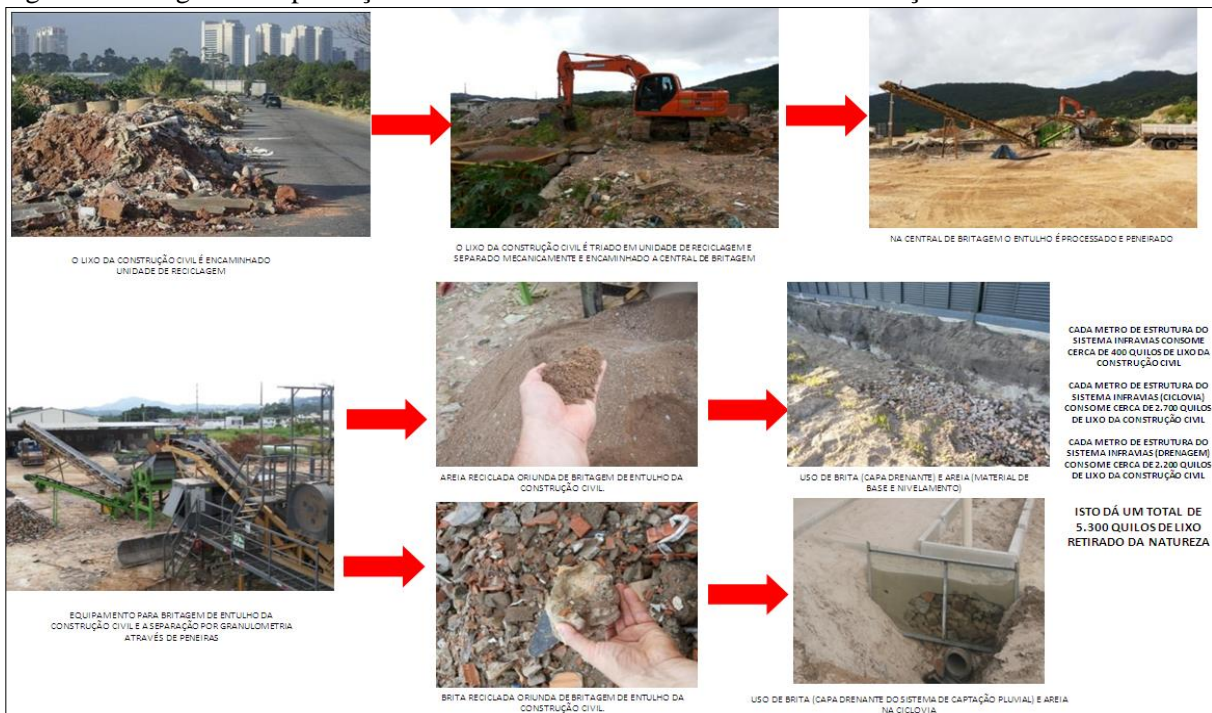 O LIXO DA CONSTRUÇÃO CIVIL É ENCAMINHADO
UNIDADE DE RECICLAGEM
O LIXO DA CONSTRUÇÃO CIVIL É TRIADO EM UNIDADE DE RECICLAGEM E
SEPARADO MECANICAMENTE E ENCAMINHADO A CENTRAL DE BRITAGEM
NA CENTRAL DE BRITAGEM O ENTULHO É PROCESSADO E PENEIRADO
EQUIPAMENTO PARA BRITAGEM DE ENTULHO DA
CONSTRUÇÃO CIVIL E A SEPARAÇÃO POR GRANULOMETRIA
ATRAVÉS DE PENEIRAS
AREIA RECICLADA ORIUNDA DE BRITAGEM DE ENTULHO DA
CONSTRUÇÃO CIVIL.
USO DE BRITA (CAPA DRENANTE) E AREIA (MATERIAL DE
BASE E NIVELAMENTO)
CADA METRO DE ESTRUTURA DO
SISTEMA INFRAVIAS CONSOME
CERCA DE 400 QUILOS DE LIXO DA
CONSTRUÇÃO CIVIL
CADA METRO DE ESTRUTURA DO
SISTEMA INFRAVIAS (CICLOVIA)
CONSOME CERCA DE 2.700 QUILOS
DE LIXO DA CONSTRUÇÃO CIVIL
CADA METRO DE ESTRUTURA DO
SISTEMA INFRAVIAS (DRENAGEM)
CONSOME CERCA DE 2.200 QUILOS
DE LIXO DA CONSTRUÇÃO CIVIL
ISTO DÁ UM TOTAL DE
5.300 QUILOS DE LIXO
RETIRADO DA NATUREZA
BRITA RECICLADA ORIUNDA DE BRITAGEM DE ENTULHO DA
CONSTRUÇÃO CIVIL.
USO DE BRITA (CAPA DRENANTE DO SISTEMA DE CAPTAÇÃO PLUVIAL) E AREIA
NA CICLOVIA